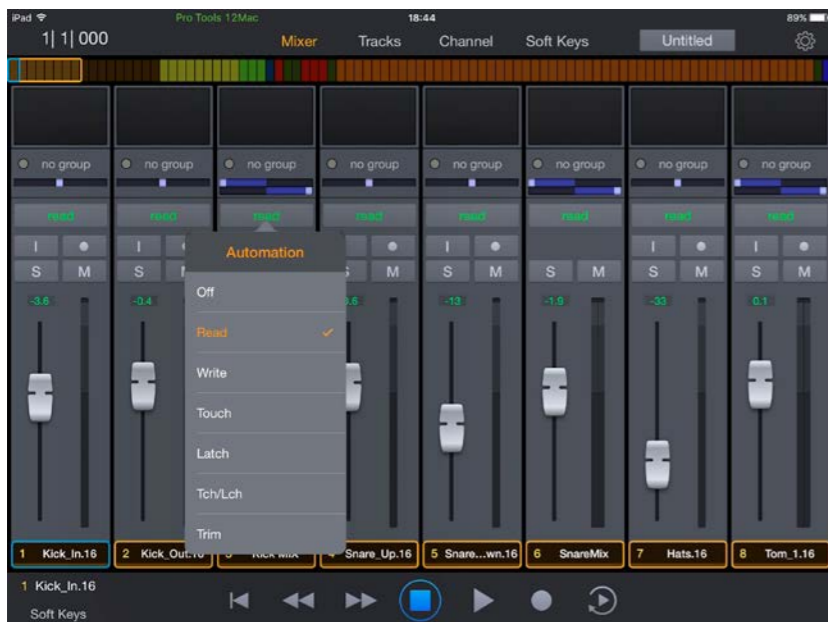 iPad Pro Tools 12Mac 18:44 89%
1| 1| 000 Mixer Tracks Channel Soft Keys Untitled
no group no group no group no group no group no group no group no group
read read read read read read read read
I I I I
S M S S M S M S M S M
-3.6 -0.4 -13 -1.9 -33 0.1
Automation
Off
Read
Write
Touch
Latch
Tch/Lch
Trim
1 Kick_In.16 2 Kick_Out.16 3 Kick MIX 4 Snare_Up.16 5 Snare...wn.16 6 SnareMix 7 Hats.16 8 Tom_1.16
1 Kick_In.16
Soft Keys